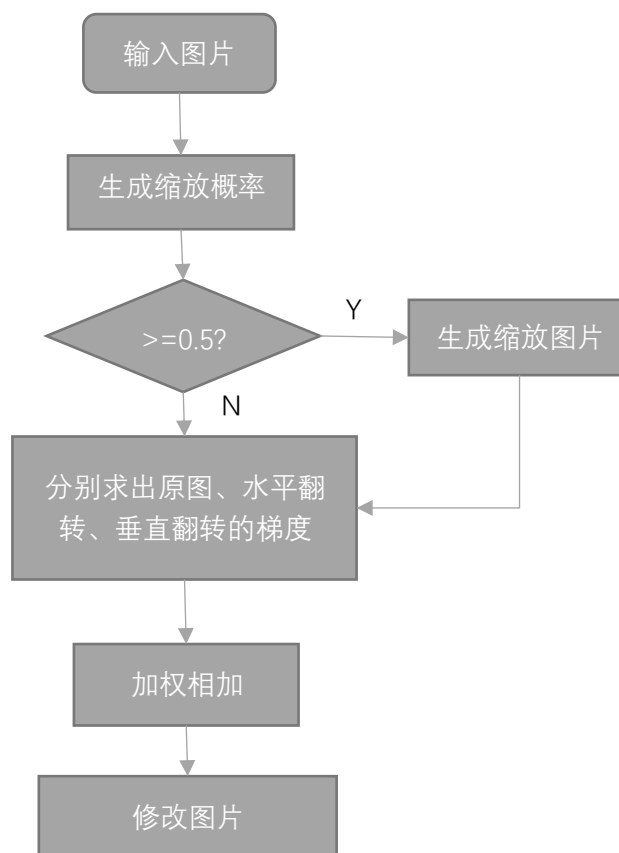 输入图片
生成缩放概率
>=0.5?
Y
生成缩放图片
N
分别求出原图、水平翻
转、垂直翻转的梯度
加权相加
修改图片